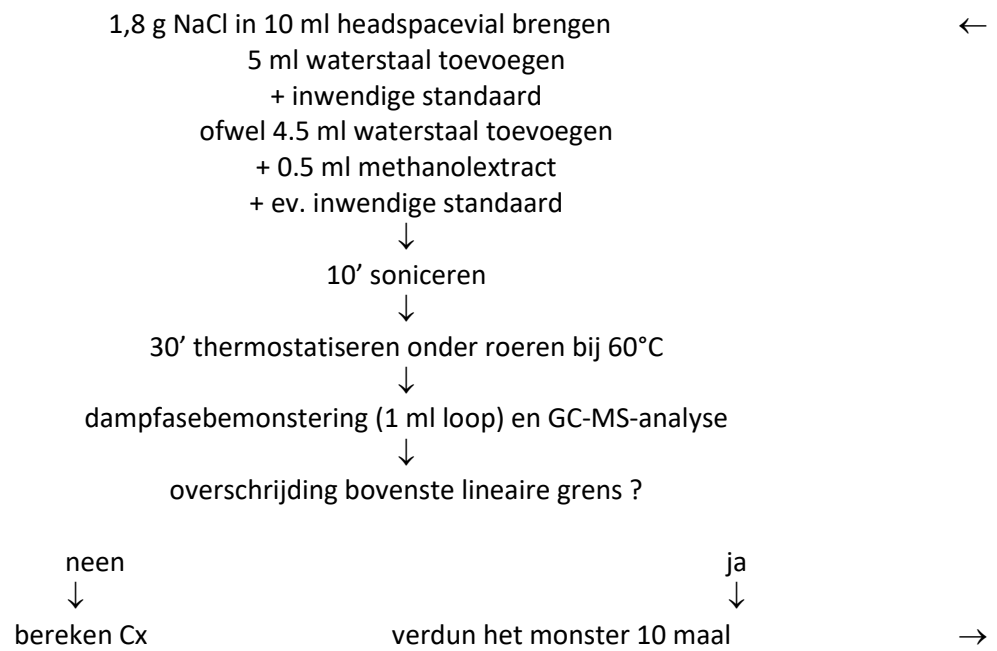 1,8 g NaCl in 10 ml headspacevial brengen ←
5 ml waterstaal toevoegen
+ inwendige standaard
ofwel 4.5 ml waterstaal toevoegen
+ 0.5 ml methanolextract
+ ev. inwendige standaard
↓
10’ soniceren
↓
30’ thermostatiseren onder roeren bij 60°C
↓
dampfasebemonstering (1 ml loop) en GC-MS-analyse
↓
overschrijding bovenste lineaire grens ?
neen ja
↓ ↓
bereken Cx verdun het monster 10 maal →